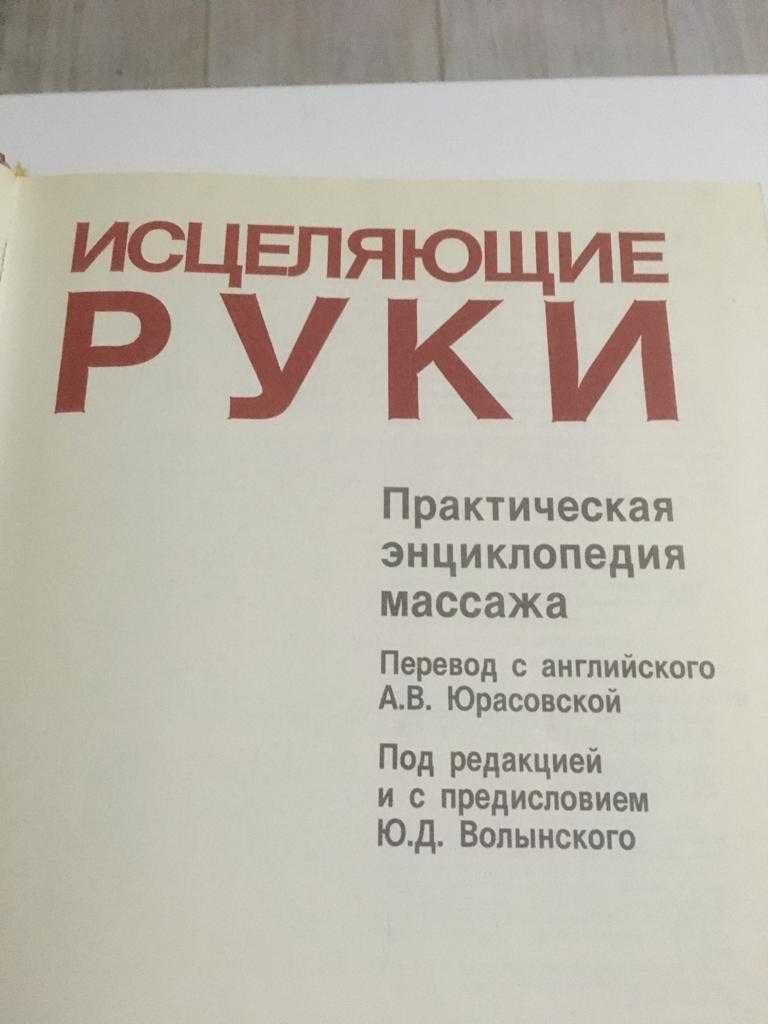 ИСЦЕЛЯЮЩИЕ
РУКИ
Практическая
энциклопедия
массажа
Перевод с английского
А.В. Юрасовской
Под редакцией
и с предисловием
Ю.Д. Волынского